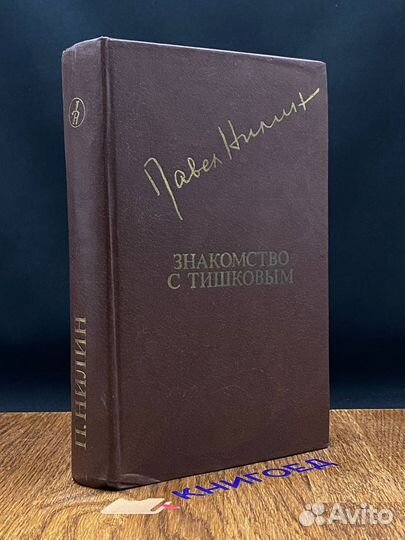 Павел Нилин
ЗНАКОМСТВО
С ТИШКОВЫМ
П. НИЛИН
КНИГОЕД
Avito